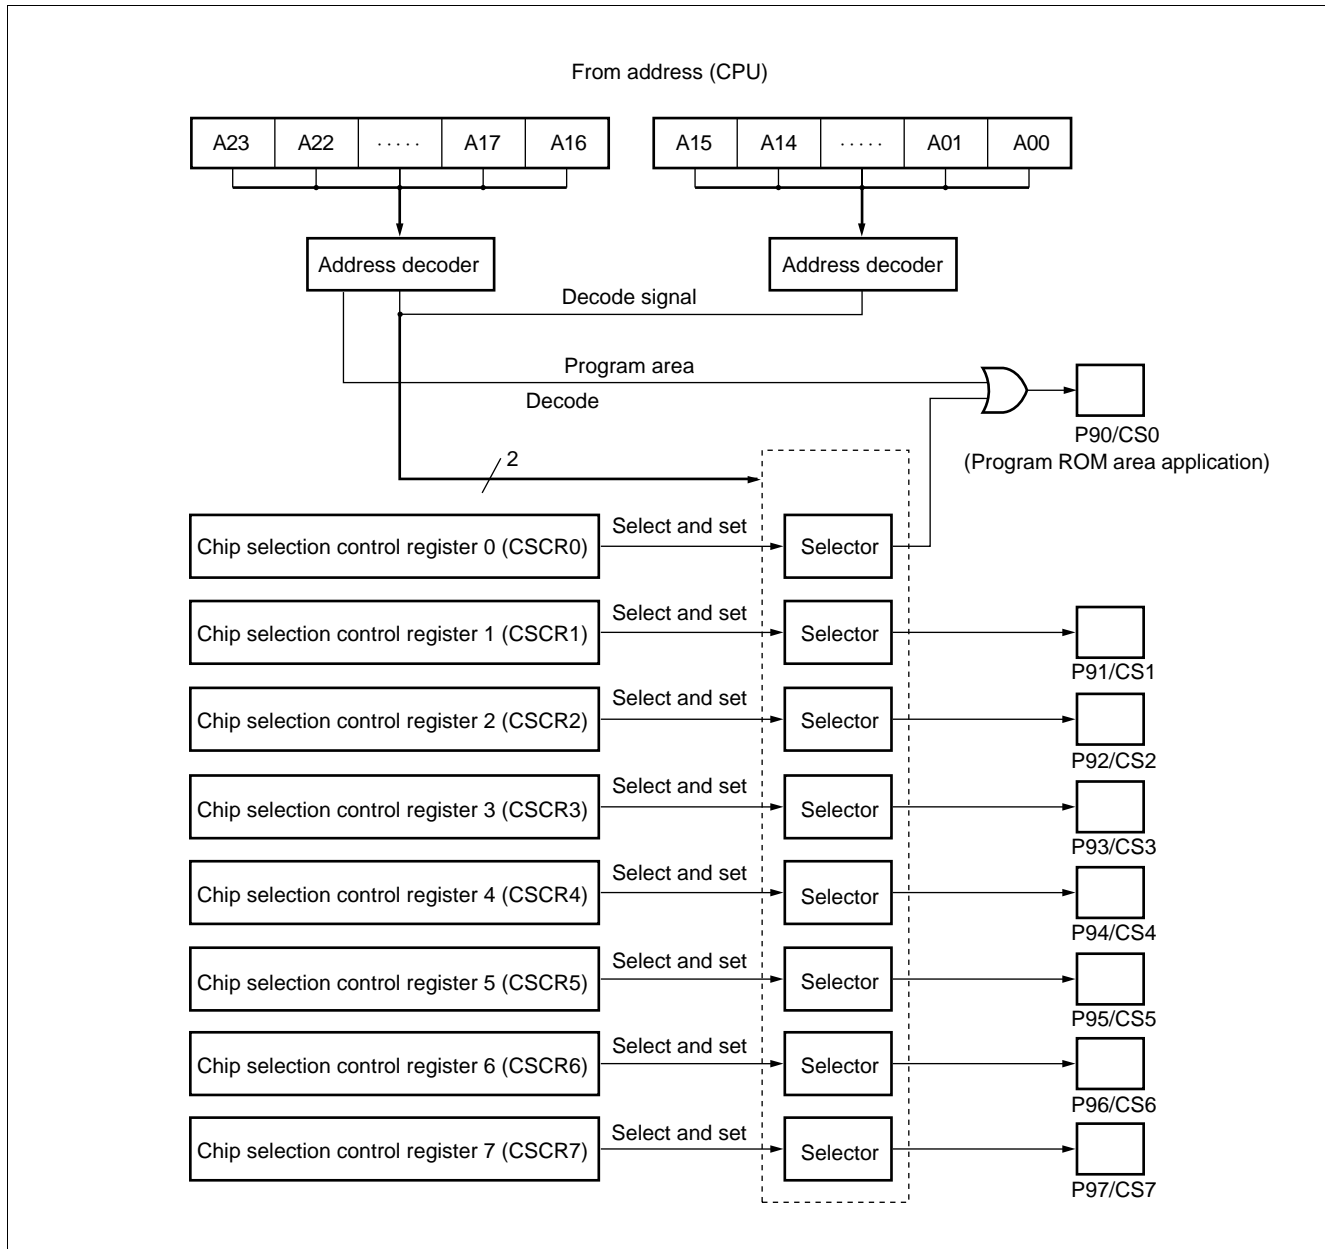 From address (CPU)
A23 A22 ····· A17 A16 A15 A14 ····· A01 A00
Address decoder Address decoder
Decode signal
Program area
Decode
P90/CS0
(Program ROM area application)
2
Chip selection control register 0 (CSCR0) Select and set Selector
Chip selection control register 1 (CSCR1) Select and set Selector
P91/CS1
Chip selection control register 2 (CSCR2) Select and set Selector
P92/CS2
Chip selection control register 3 (CSCR3) Select and set Selector
P93/CS3
Chip selection control register 4 (CSCR4) Select and set Selector
P94/CS4
Chip selection control register 5 (CSCR5) Select and set Selector
P95/CS5
Chip selection control register 6 (CSCR6) Select and set Selector
P96/CS6
Chip selection control register 7 (CSCR7) Select and set Selector
P97/CS7